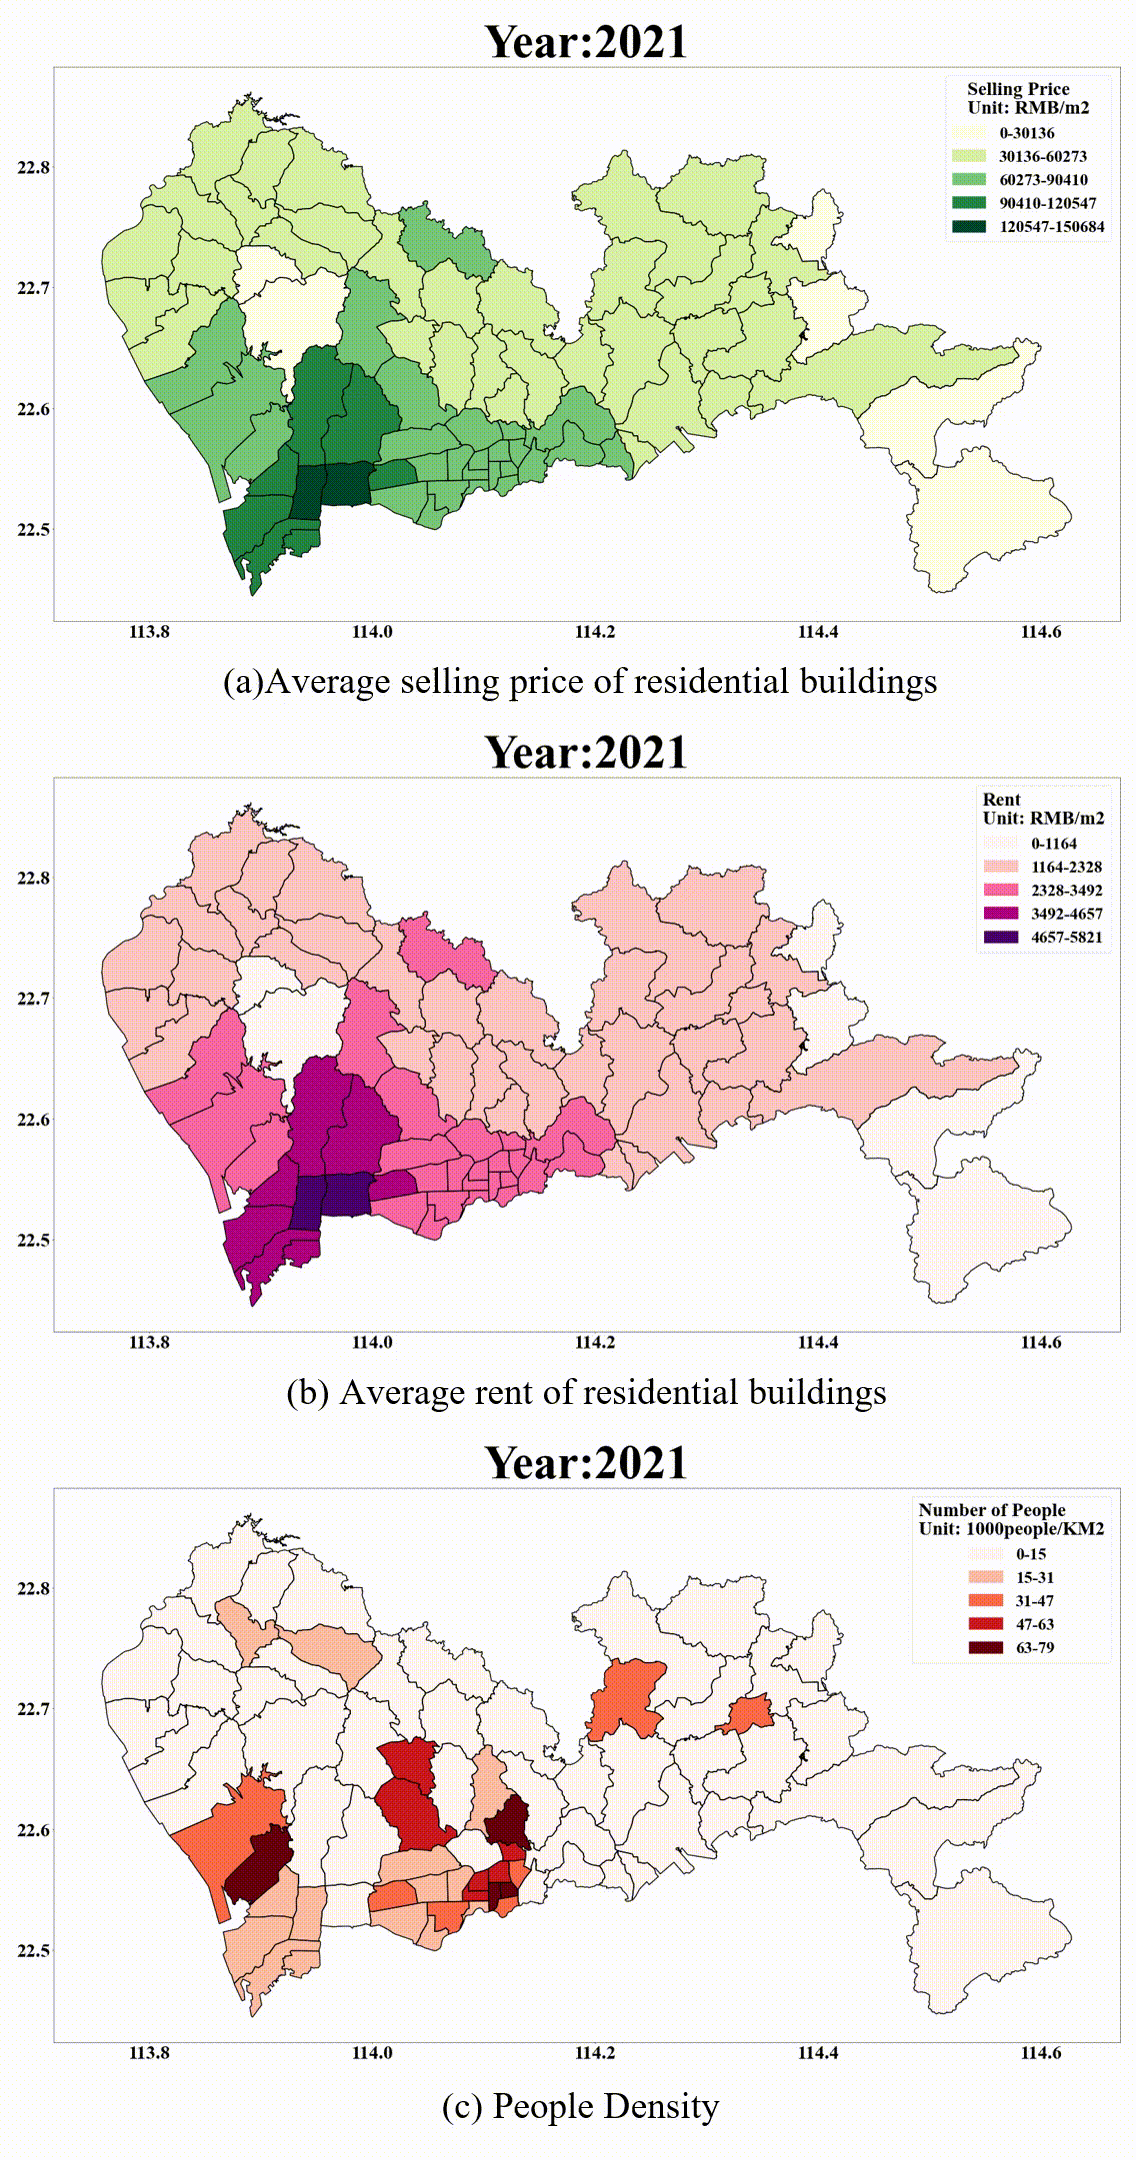 Year:2021
Selling Price
Unit: RMB/m2
0-30136
30136-60273
60273-90410
90410-120547
120547-150684
22.8
22.7
22.6
22.5
113.8 114.0 114.2 114.4 114.6
(a)Average selling price of residential buildings
Year:2021
Rent
Unit: RMB/m2
0-1164
1164-2328
2328-3492
3492-4657
4657-5821
22.8
22.7
22.6
22.5
113.8 114.0 114.2 114.4 114.6
(b) Average rent of residential buildings
Year:2021
Number of People
Unit: 1000people/KM2
0-15
15-31
31-47
47-63
63-79
22.8
22.7
22.6
22.5
113.8 114.0 114.2 114.4 114.6
(c) People Density